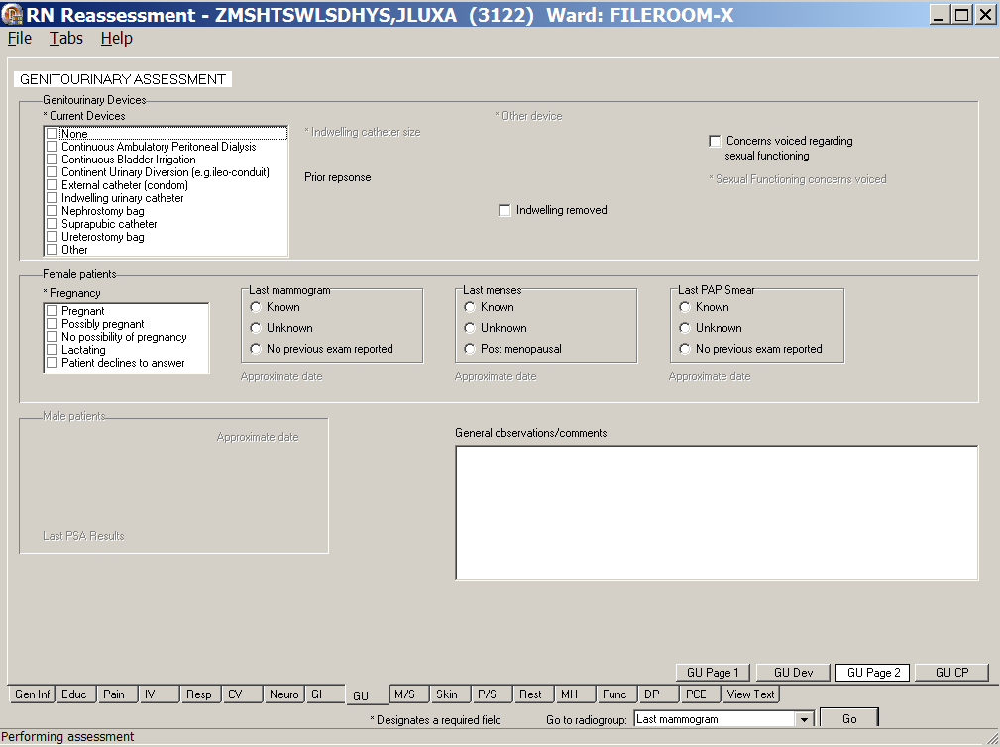 RN Reassessment - ZMSHTSWLSDHYS,JLUXA (3122) Ward: FILEROOM-X
File Tabs Help
GENITOURINARY ASSESSMENT
Genitourinary Devices
* Current Devices
None
Continuous Ambulatory Peritoneal Dialysis
Continuous Bladder Irrigation
Continent Urinary Diversion (e.g.ileo-conduit)
External catheter (condom)
Indwelling urinary catheter
Nephrostomy bag
Suprapubic catheter
Ureterostomy bag
Other
* Indwelling catheter size
Prior repsonse
* Other device
Indwelling removed
Concerns voiced regarding
sexual functioning
* Sexual Functioning concerns voiced
Female patients
* Pregnancy
Pregnant
Possibly pregnant
No possibility of pregnancy
Lactating
Patient declines to answer
Last mammogram
Known
Unknown
No previous exam reported
Approximate date
Last menses
Known
Unknown
Post menopausal
Approximate date
Last PAP Smear
Known
Unknown
No previous exam reported
Approximate date
Male patients
Approximate date
Last PSA Results
General observations/comments
GU Page 1 GU Dev GU Page 2 GU CP
Gen Inf Educ Pain IV Resp CV Neuro GI GU M/S Skin P/S Rest MH Func DP PCE View Text
* Designates a required field Go to radiogroup: Last mammogram Go
Performing assessment